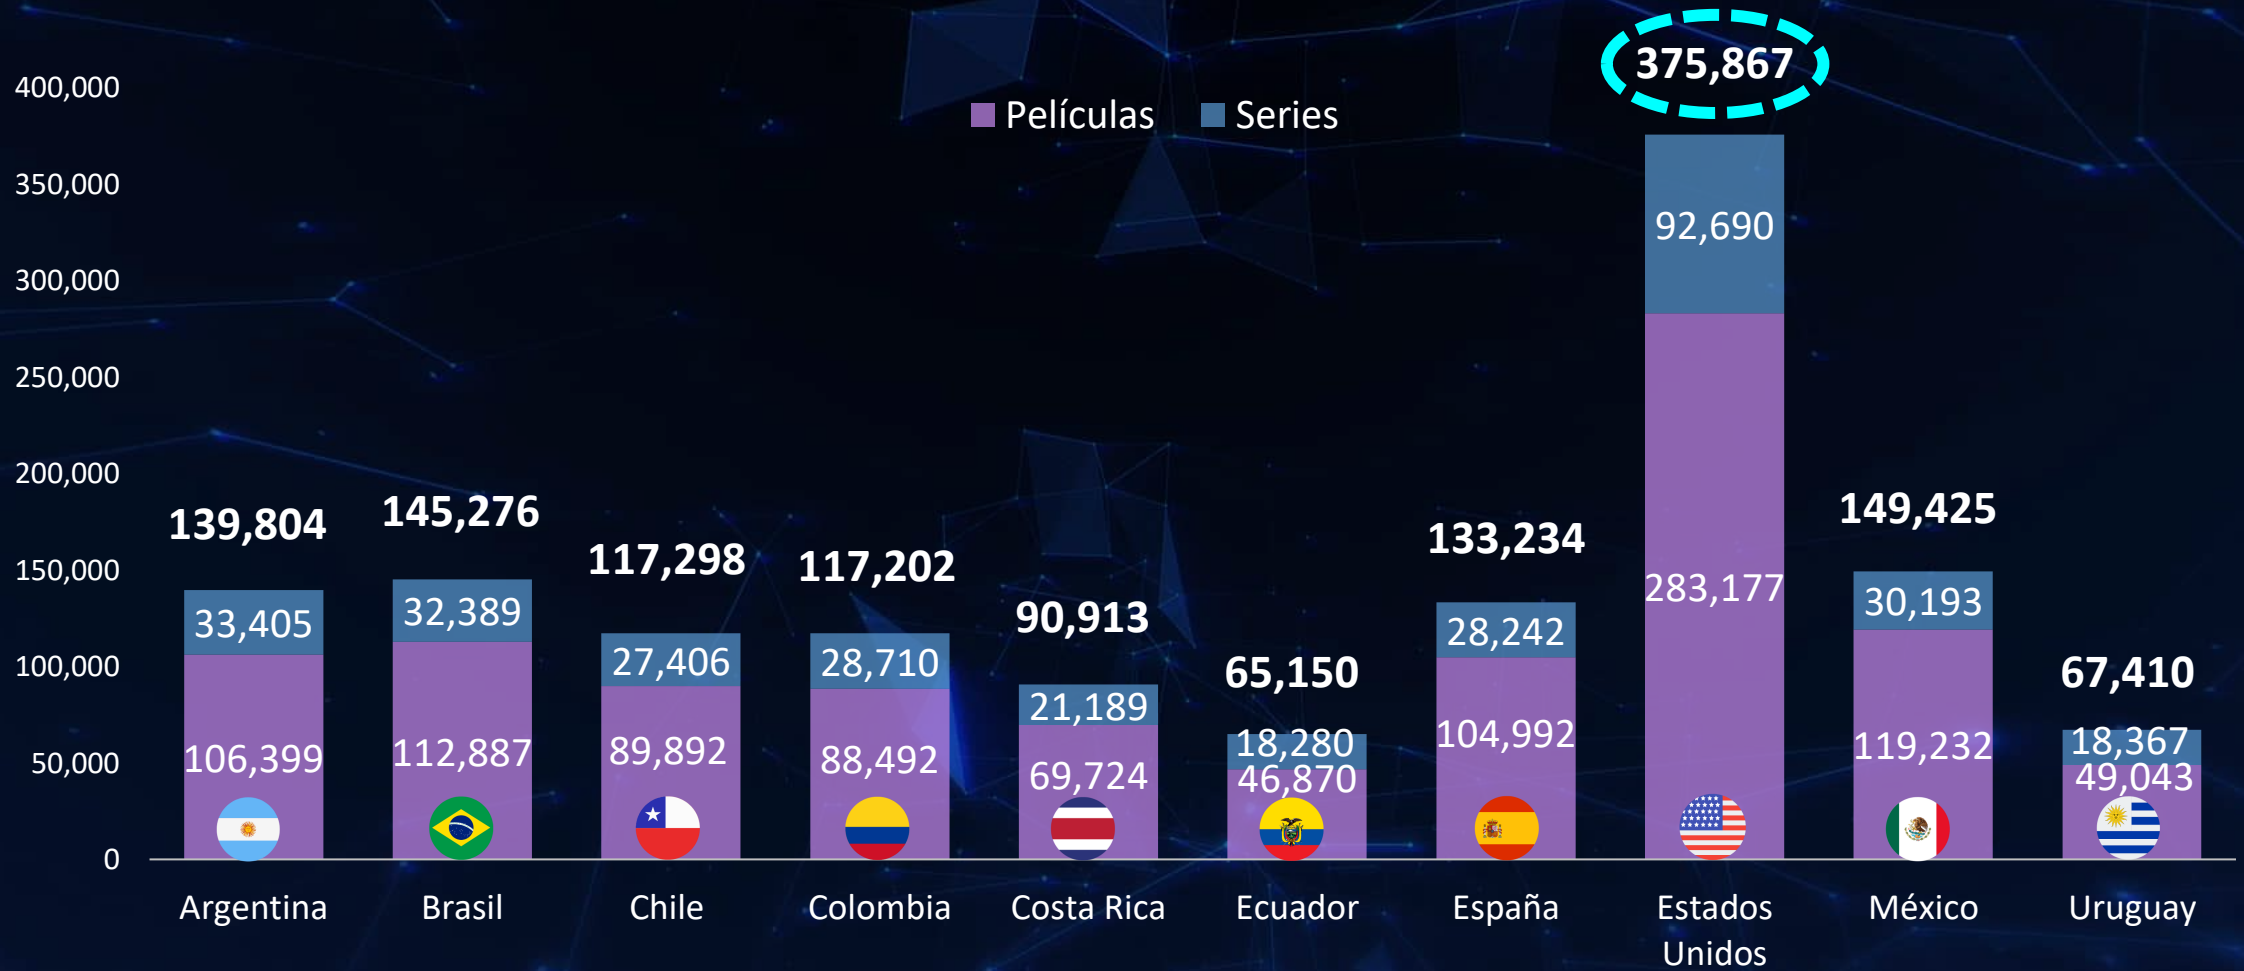 375,867
400,000
Películas Series
350,000
92,690
300,000
250,000
200,000
139,804 145,276 117,298 117,202 90,913 65,150 133,234 149,425 67,410
150,000
33,405 32,389 27,406 28,710 21,189 18,280 28,242 283,177 30,193 18,367
100,000
106,399 112,887 89,892 88,492 69,724 46,870 104,992 119,232 49,043
50,000
0
Argentina Brasil Chile Colombia Costa Rica Ecuador España Estados México Uruguay
Unidos